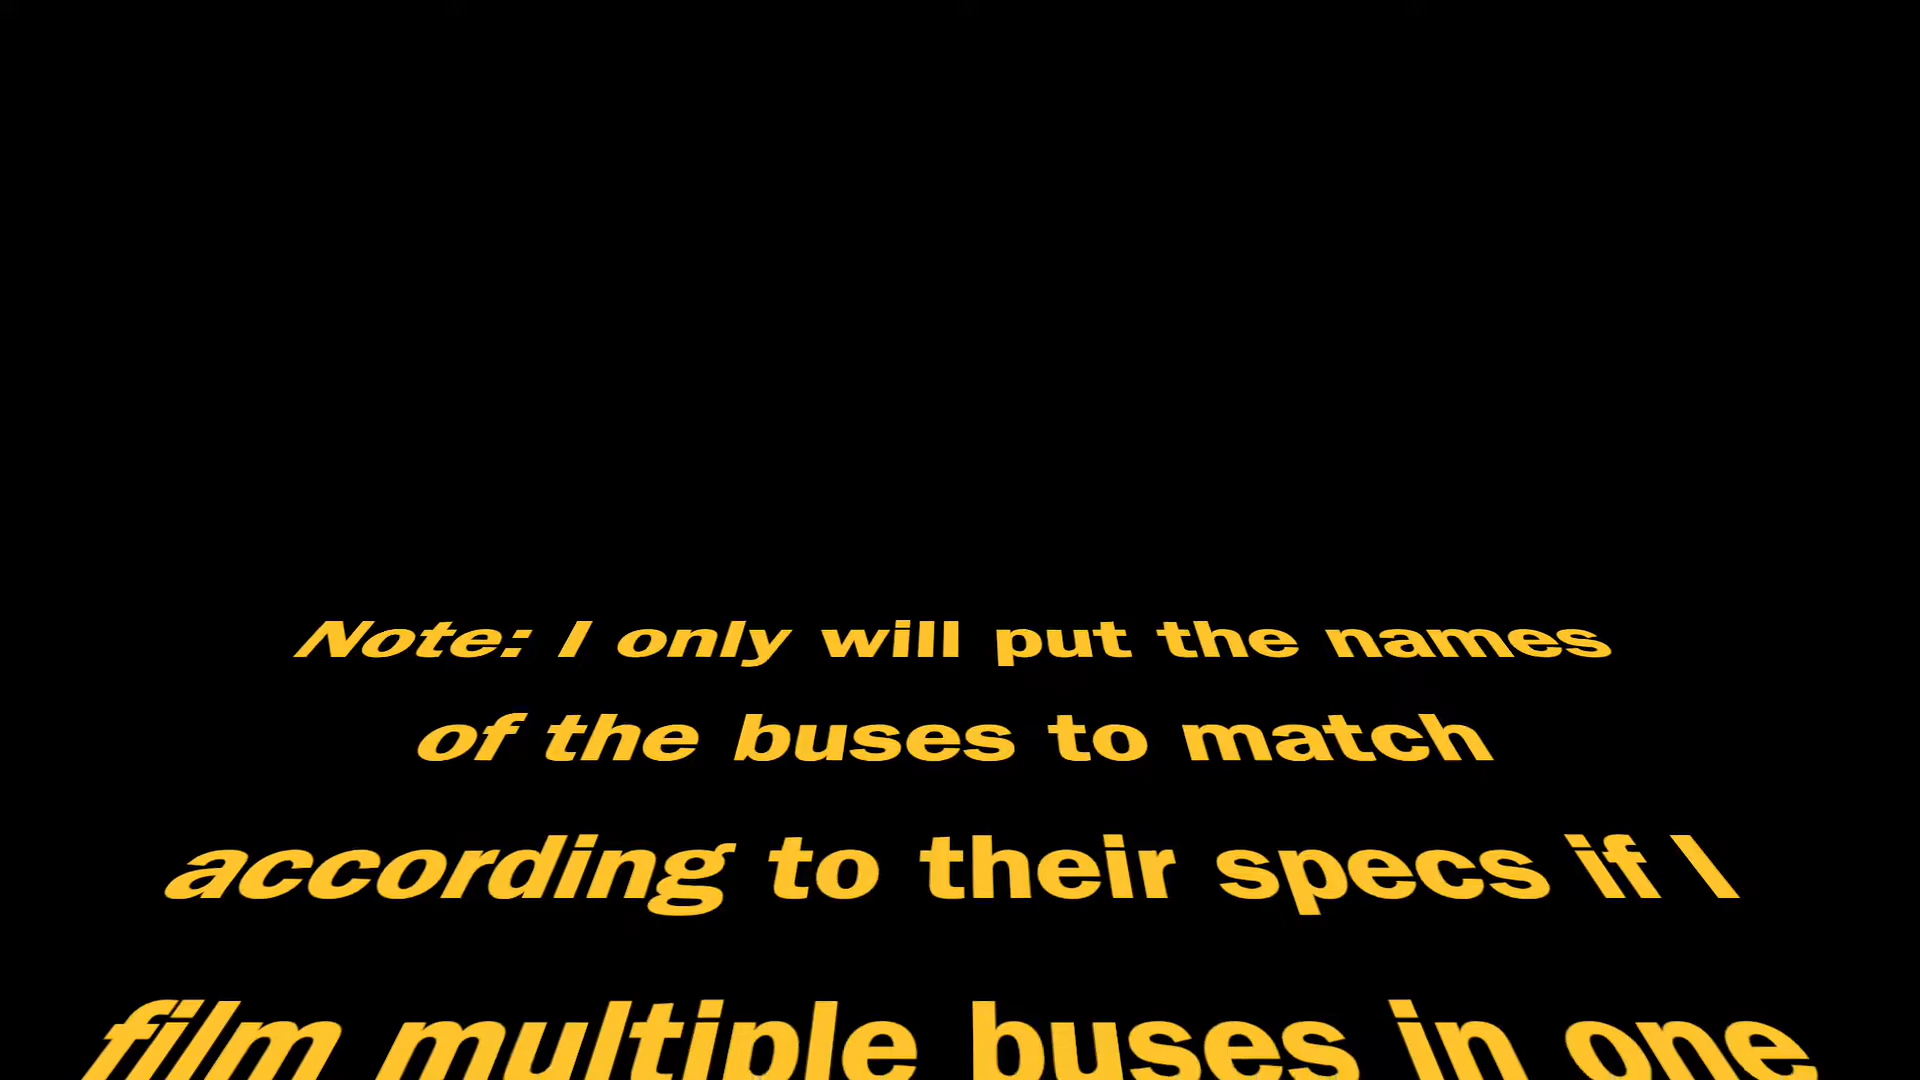 Note: I only will put the names
of the buses to match
according to their specs if I
film multiple buses in one